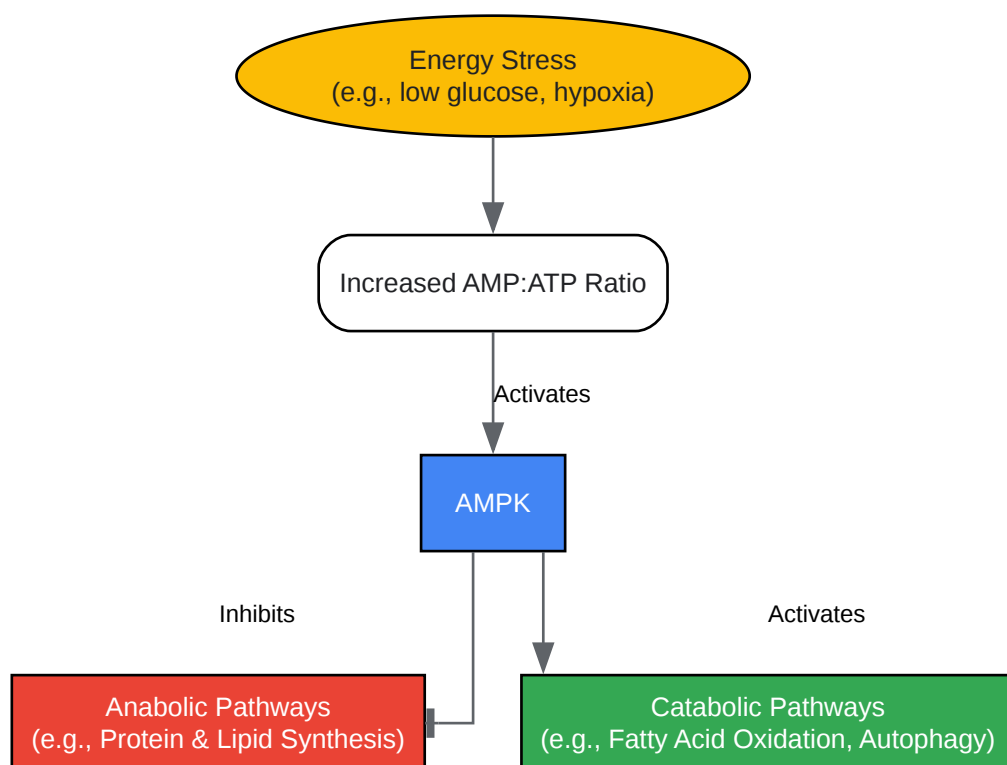 Energy Stress
(e.g., low glucose, hypoxia)
Increased AMP:ATP Ratio
Activates
AMPK
Inhibits
Activates
Anabolic Pathways
(e.g., Protein & Lipid Synthesis)
Catabolic Pathways
(e.g., Fatty Acid Oxidation, Autophagy)